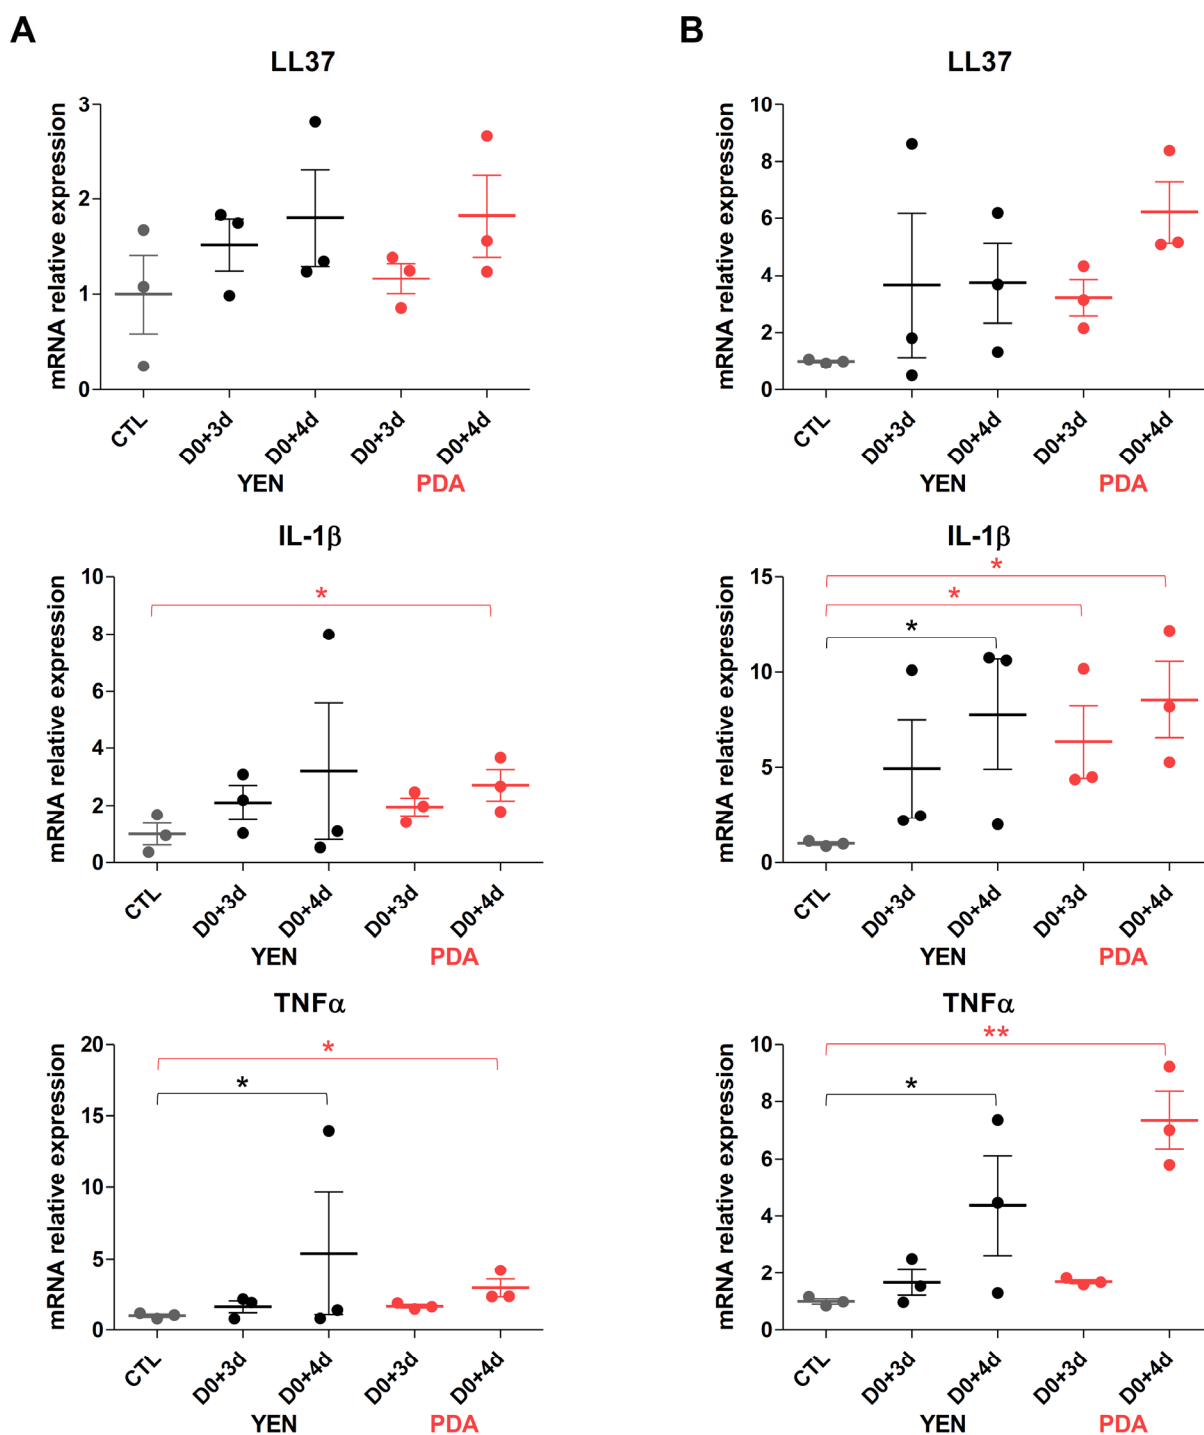 A
LL37
mRNA relative expression
3
2
1
0
CTL
D0+3d
D0+4d
D0+3d
D0+4d
YEN
PDA
IL-1β
mRNA relative expression
10
8
6
4
2
0
*
CTL
D0+3d
D0+4d
D0+3d
D0+4d
YEN
PDA
TNFα
mRNA relative expression
20
15
10
5
0
*
*
CTL
D0+3d
D0+4d
D0+3d
D0+4d
YEN
PDA
B
LL37
mRNA relative expression
10
8
6
4
2
0
CTL
D0+3d
D0+4d
D0+3d
D0+4d
YEN
PDA
IL-1β
mRNA relative expression
15
10
5
0
*
*
*
CTL
D0+3d
D0+4d
D0+3d
D0+4d
YEN
PDA
TNFα
mRNA relative expression
10
8
6
4
2
0
**
*
CTL
D0+3d
D0+4d
D0+3d
D0+4d
YEN
PDA